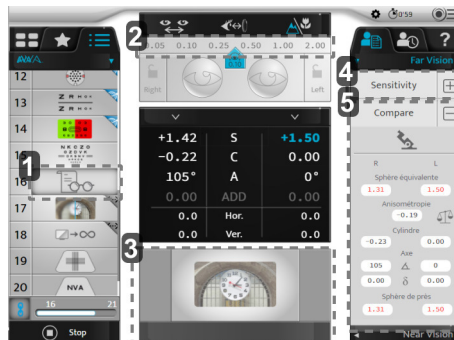 0:59
2
0.05 0.10 0.25 0.50 1.00 2.00
?
AVVA
Far Vision
12
Right
Left
4
Sensitivity
13
Z R H
5
Compare
14
+1.42 S +1.50
R L
15
N E C Z O
-0.22 C 0.00
Sphère équivalente
1
105° A 0°
1.31 1.50
16
0.00 ADD 0.00
Anisométropie
-0.19
17
0.0 Hor. 0.0
Cylindre
18
0.0 Ver. 0.0
-0.23 0.00
3
Axe
19
105 0
0.00 δ 0.00
20 NVA
Sphère de près
16 21
1.31 1.50
Stop
Near Vision